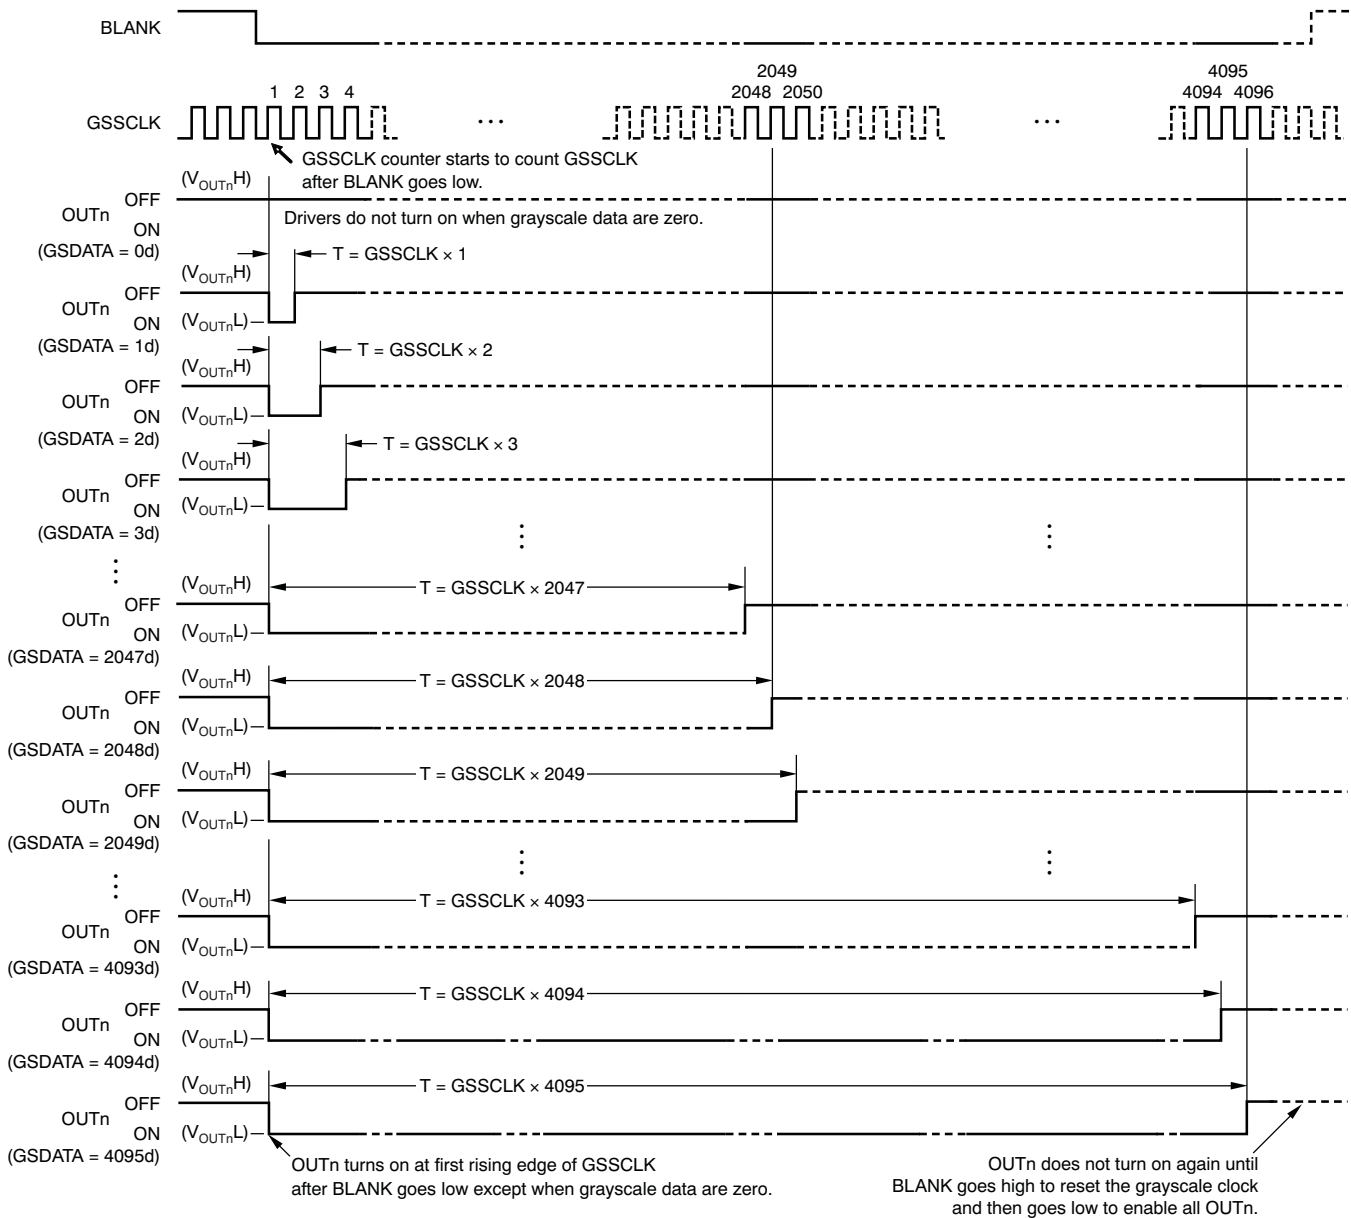 BLANK
2049
4095
1 2 3 4
2048 2050
4094 4096
GSSCLK
...
...
GSSCLK counter starts to count GSSCLK
after BLANK goes low.
(VOUTnH)
OFF
OUTn
ON
(GSDATA = 0d)
Drivers do not turn on when grayscale data are zero.
T = GSSCLK × 1
(VOUTnH)
OFF
OUTn
ON
(VOUTnL)
(GSDATA = 1d)
T = GSSCLK × 2
(VOUTnH)
OFF
OUTn
ON
(VOUTnL)
(GSDATA = 2d)
T = GSSCLK × 3
(VOUTnH)
OFF
OUTn
ON
(VOUTnL)
(GSDATA = 3d)
(VOUTnH)
T = GSSCLK × 2047
OFF
OUTn
ON
(VOUTnL)
(GSDATA = 2047d)
(VOUTnH)
T = GSSCLK × 2048
OFF
OUTn
ON
(VOUTnL)
(GSDATA = 2048d)
(VOUTnH)
T = GSSCLK × 2049
OFF
OUTn
ON
(VOUTnL)
(GSDATA = 2049d)
(VOUTnH)
T = GSSCLK × 4093
OFF
OUTn
ON
(VOUTnL)
(GSDATA = 4093d)
(VOUTnH)
T = GSSCLK × 4094
OFF
OUTn
ON
(VOUTnL)
(GSDATA = 4094d)
(VOUTnH)
T = GSSCLK × 4095
OFF
OUTn
ON
(VOUTnL)
(GSDATA = 4095d)
OUTn turns on at first rising edge of GSSCLK
after BLANK goes low except when grayscale data are zero.
OUTn does not turn on again until
BLANK goes high to reset the grayscale clock
and then goes low to enable all OUTn.